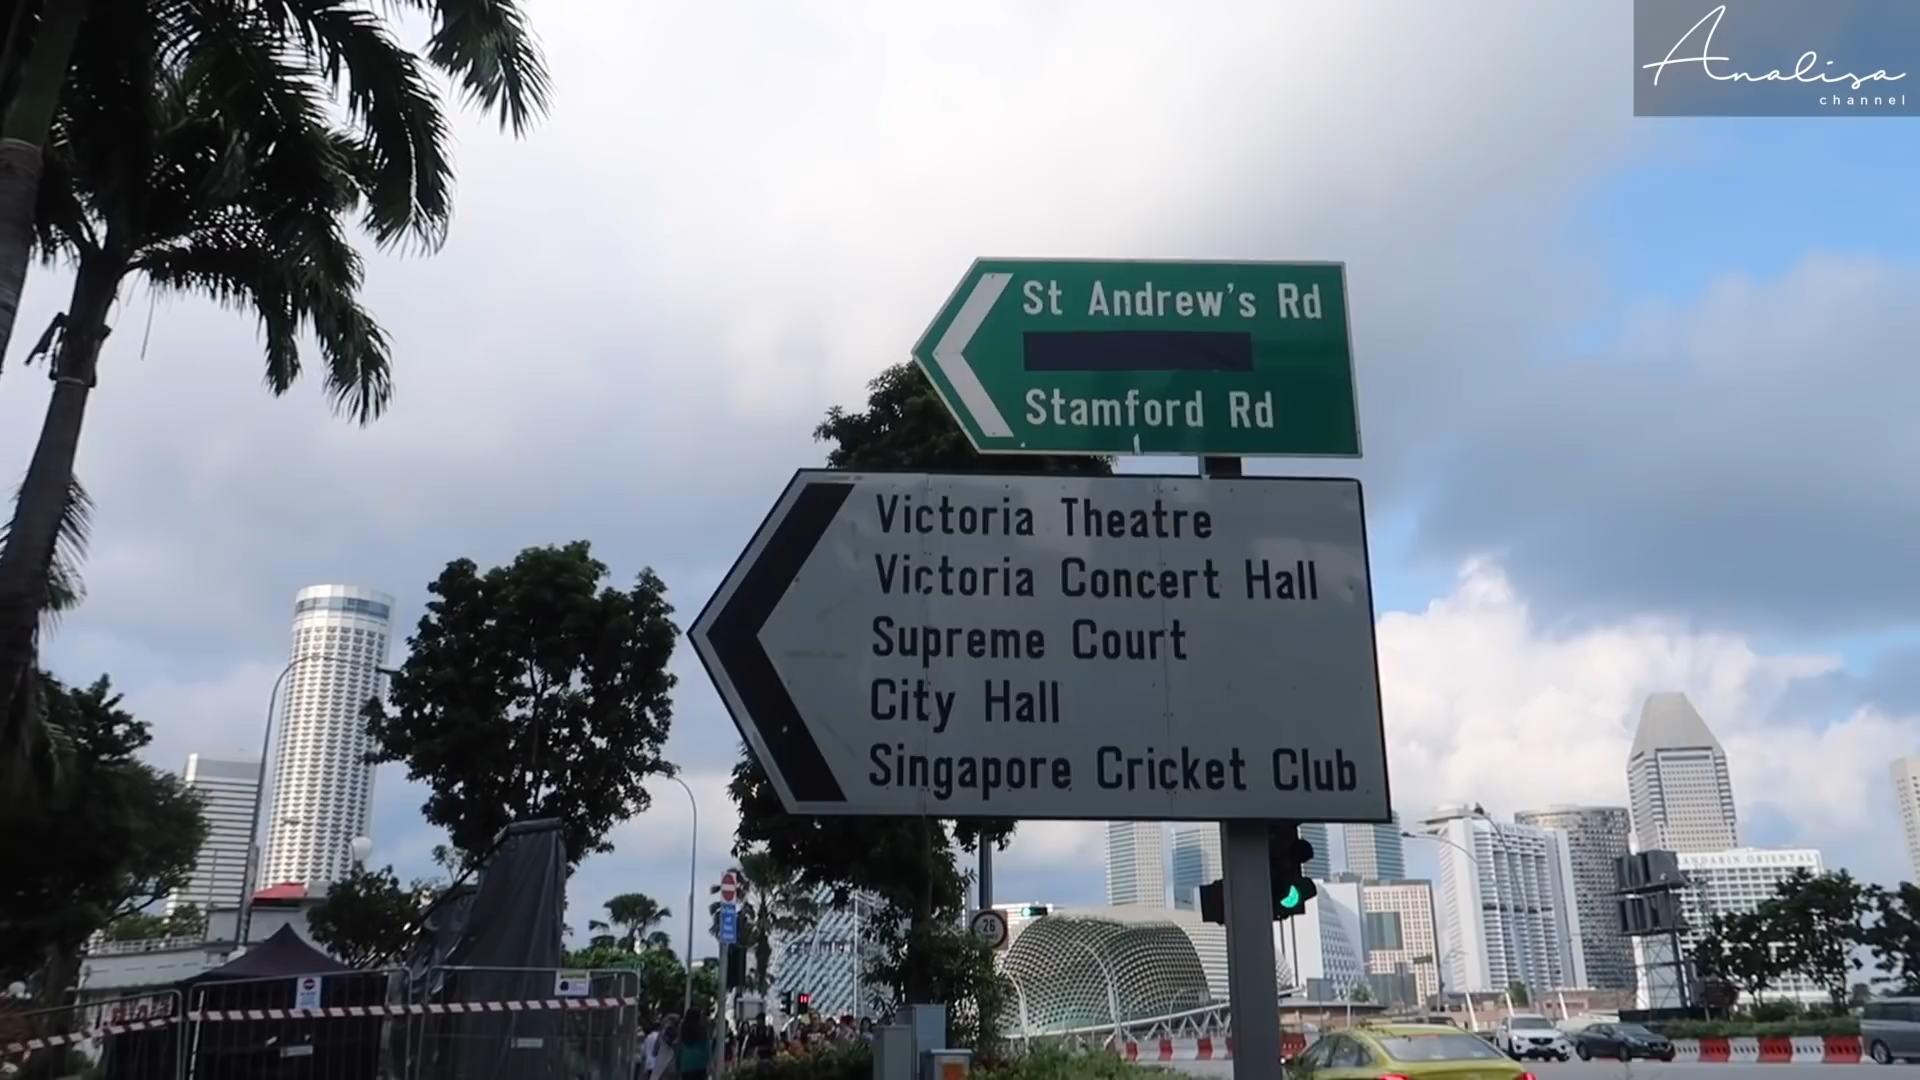 Analisa
channel
St Andrew's Rd
Stamford Rd
Victoria Theatre
Victoria Concert Hall
Supreme Court
City Hall
Singapore Cricket Club
MANDARIN ORIENTAL
26